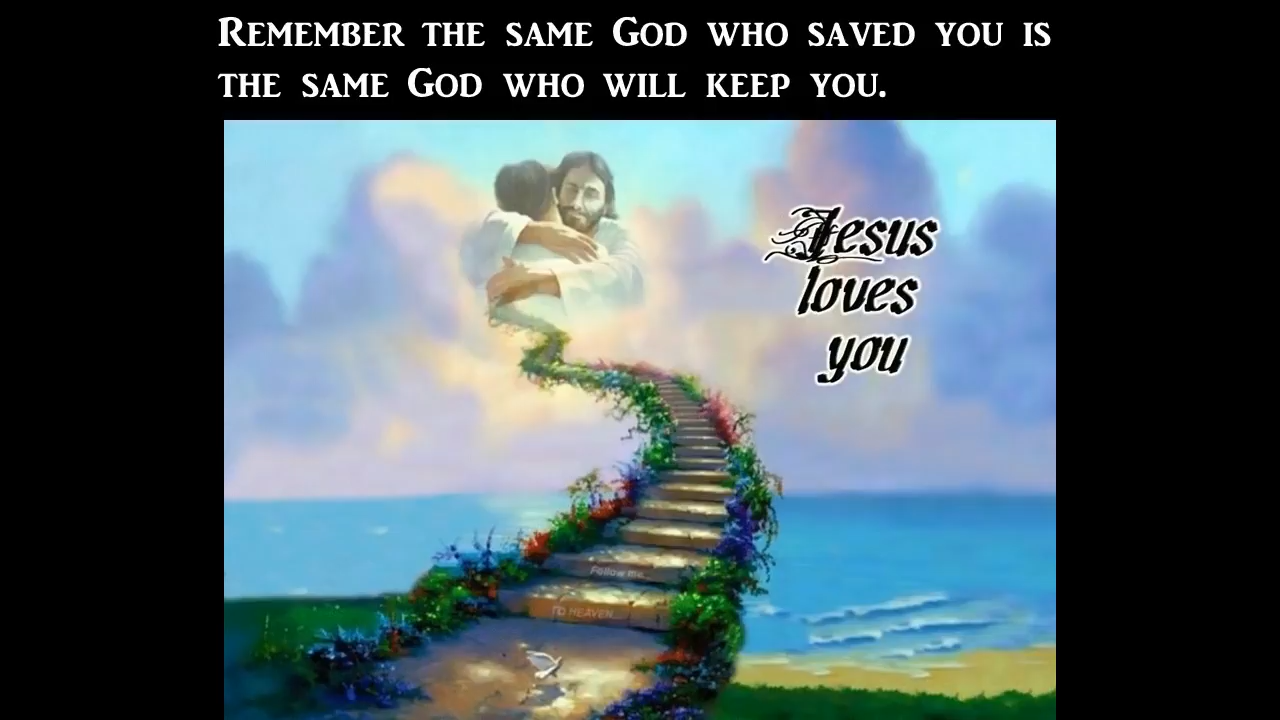 Remember the same God who saved you is
the same God who will keep you.
Jesus
loves
you
Follow me
TO HEAVEN